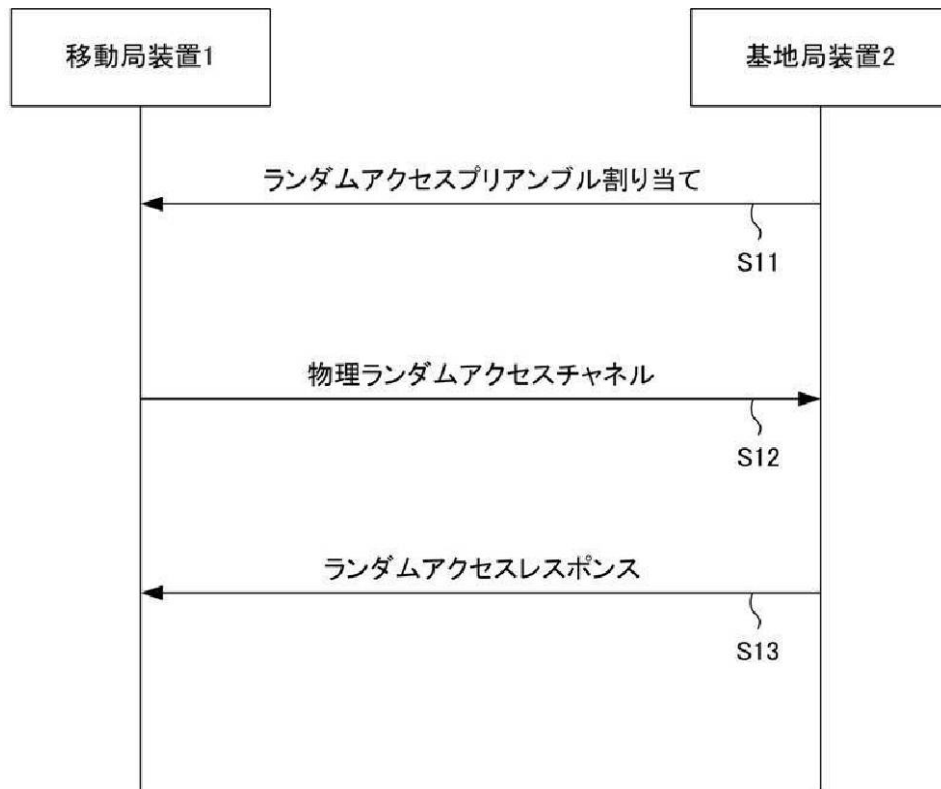 移動局装置1
基地局装置2
ランダムアクセスプリアンブル割り当て
S11
物理ランダムアクセスチャネル
S12
ランダムアクセスレスポンス
S13